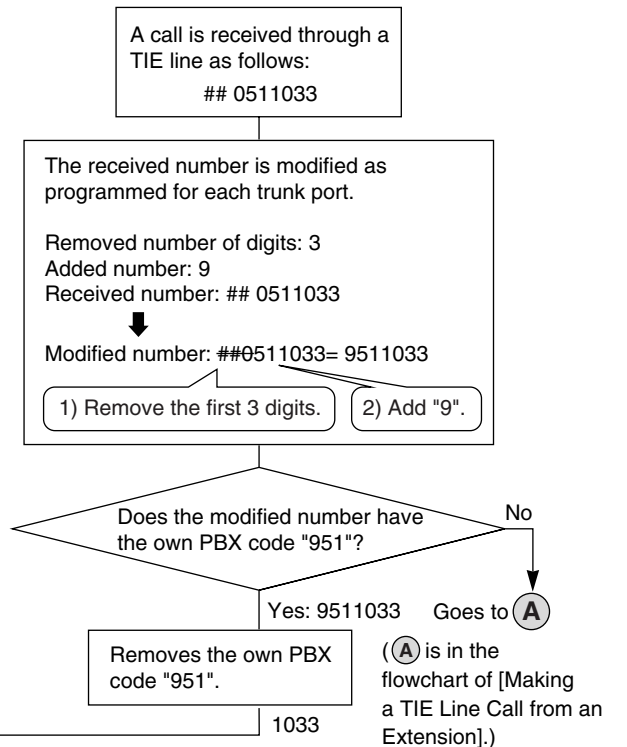 A call is received through a
TIE line as follows:
## 0511033
The received number is modified as
programmed for each trunk port.
Removed number of digits: 3
Added number: 9
Received number: ## 0511033
Modified number: ##0511033= 9511033
1) Remove the first 3 digits.
2) Add "9".
Does the modified number have
the own PBX code "951"?
No
Yes: 9511033
Goes to A
Removes the own PBX
code "951".
(A is in the
flowchart of [Making
a TIE Line Call from an
Extension].)
1033